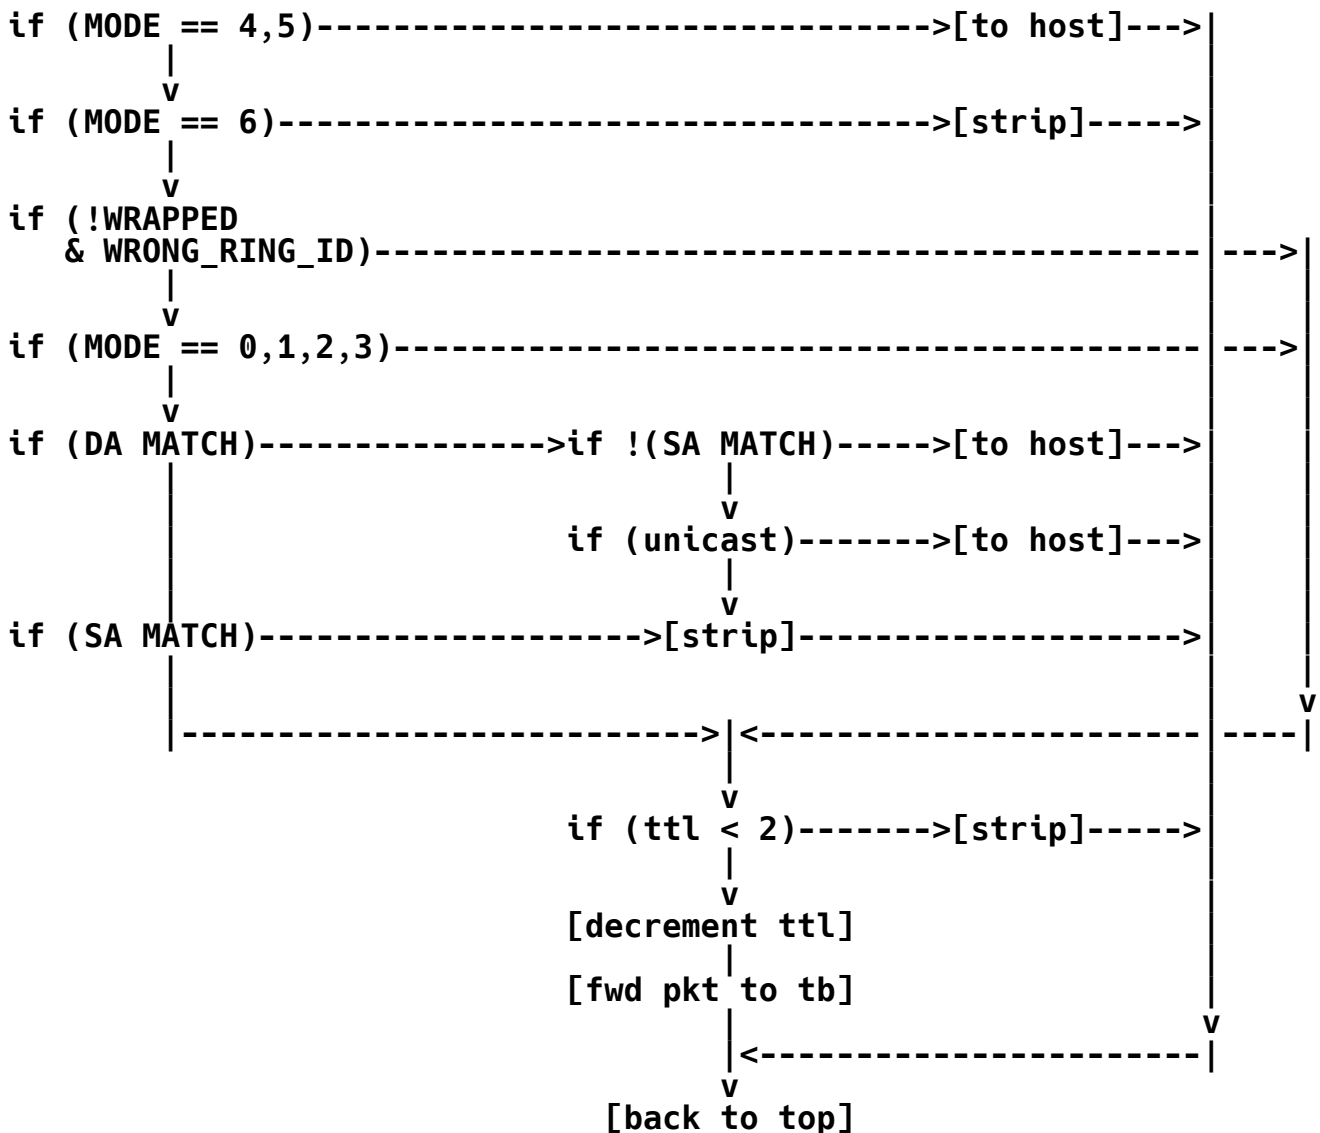 if (MODE == 4,5)--------------------------------->[to host]--->|
|
v
if (MODE == 6)----------------------------------->[strip]----->|
|
v
if (!WRAPPED
& WRONG_RING_ID)-------------------------------------------|--->|
|
v
if (MODE == 0,1,2,3)------------------------------------------|--->|
|
v
if (DA MATCH)--------------->if !(SA MATCH)----->[to host]--->|
|
v
if (unicast)------->[to host]--->|
|
v
if (SA MATCH)-------------------->[strip]-------------------->|
|
v
|--------------------------->|<-----------------------|----|
|
v
if (ttl < 2)------->[strip]----->|
|
v
[decrement ttl]
|
[fwd pkt to tb]
| v
|<-----------------------|
v
[back to top]